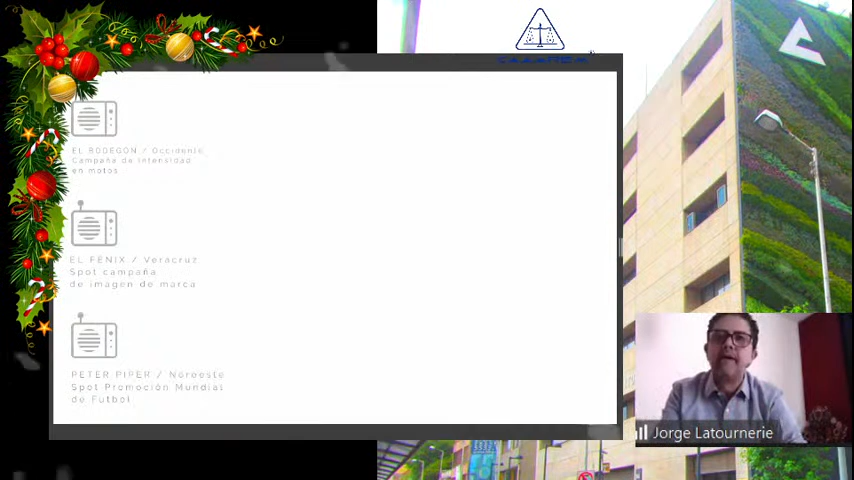 EL BODEGON / Occidente
Campaña de Intensidad
en motos
EL FENIX / Veracruz
Spot campaña
de imagen de marca
PETER PIPER / Noroeste
Spot Promoción Mundial
de Futbol
Jorge Latournerie